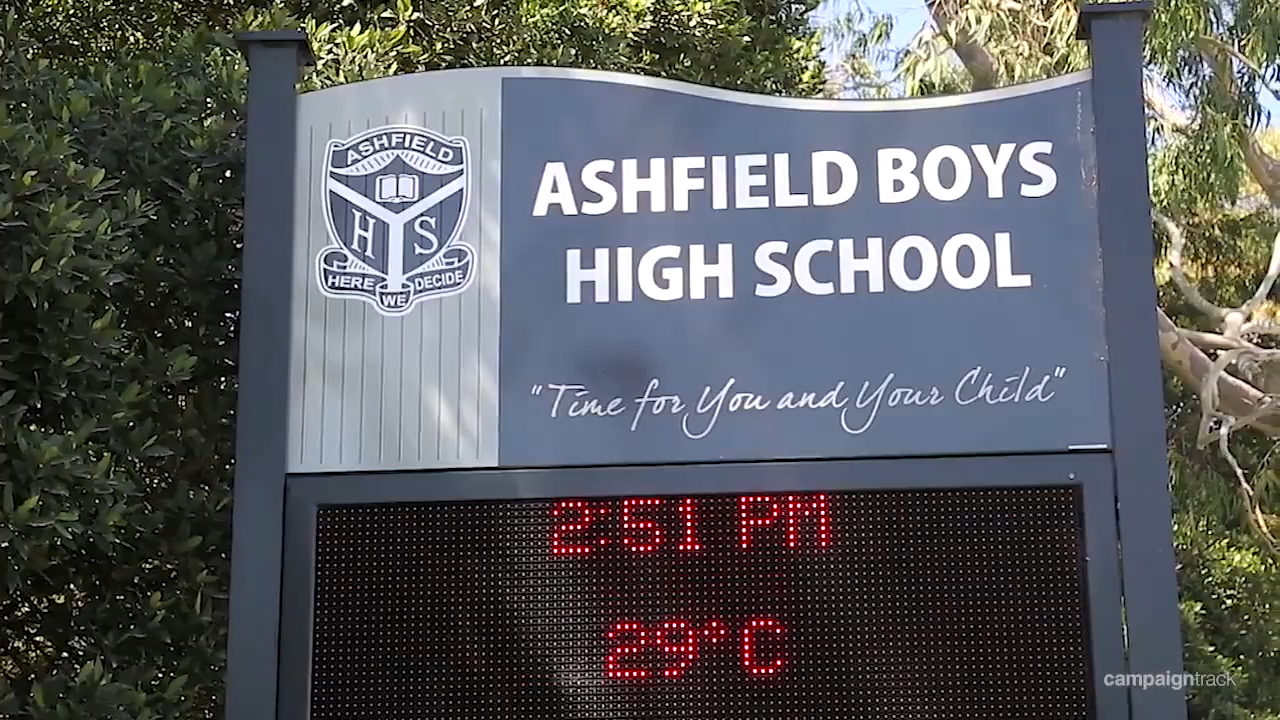 ASHFIELD
H S
HERE WE DECIDE
ASHFIELD BOYS
HIGH SCHOOL
"Time for You and Your Child"
2:51 PM
29°C
campaigntrack